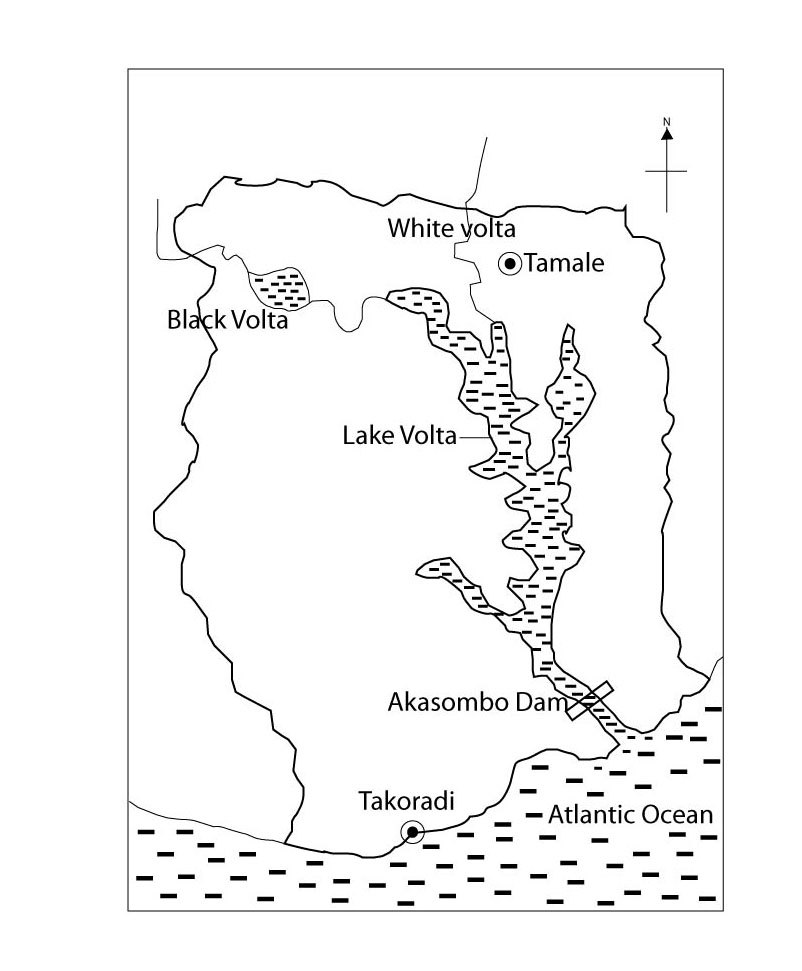 N
White volta
Tamale
Black Volta
Lake Volta
Akasombo Dam
Takoradi
Atlantic Ocean